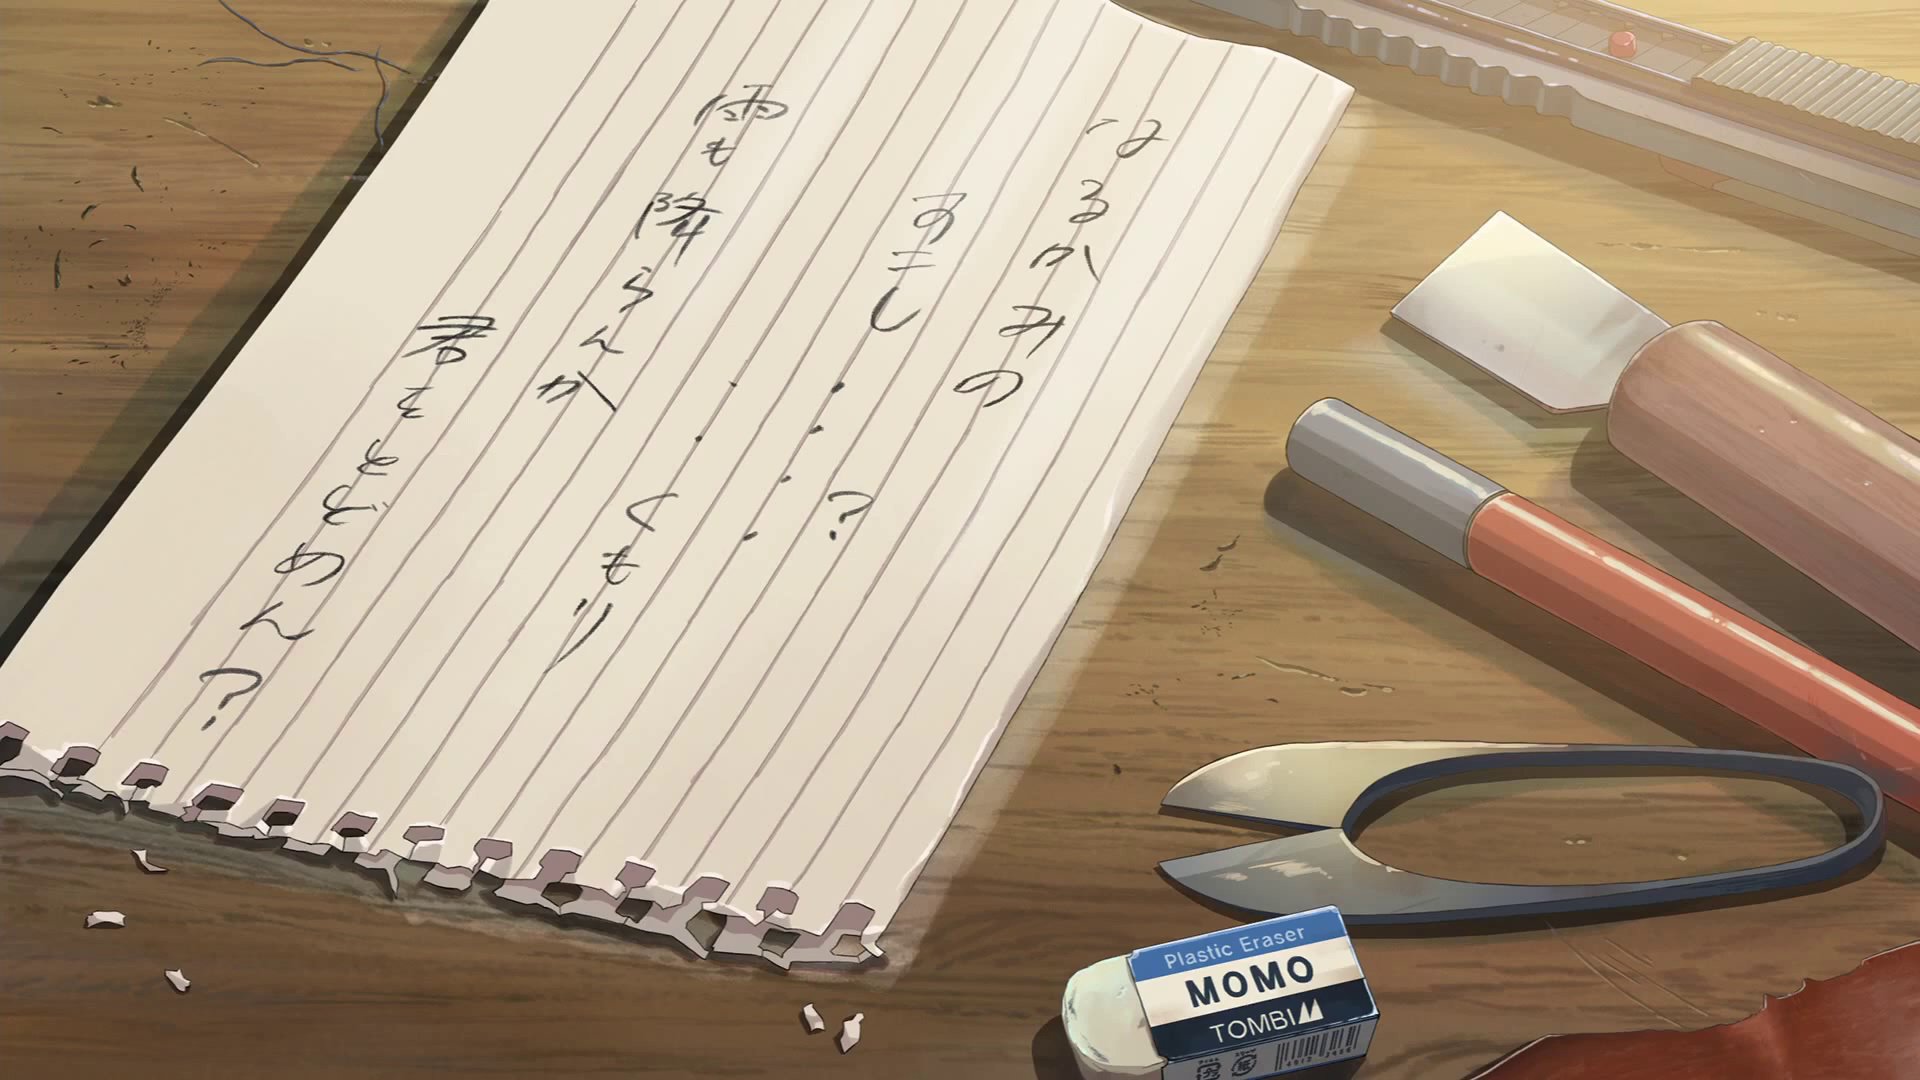 なるかみの
すこし・・・・?
・・くもり
雨も降らんか
君をとどめん?
Plastic Eraser
MOMO
TOMBI